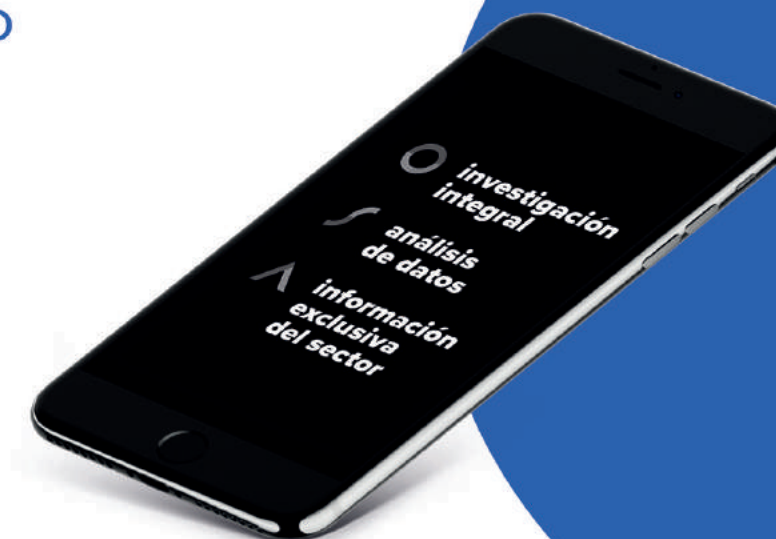 investigación
integral
análisis
de datos
información
exclusiva
del sector